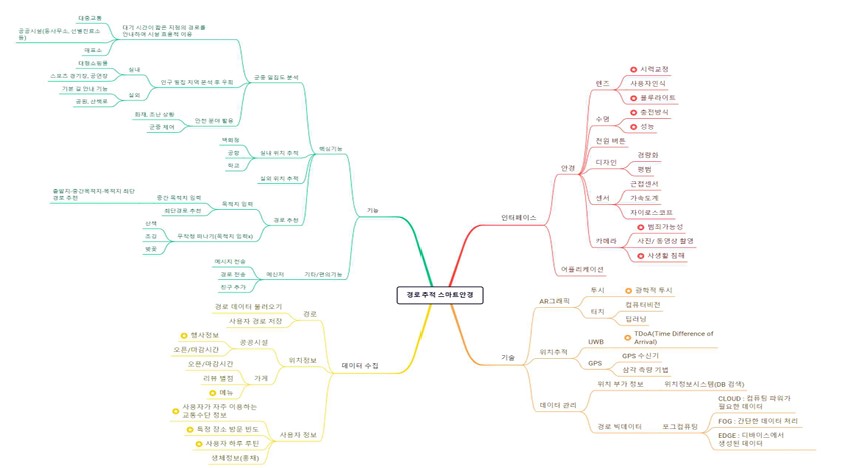 대중교통
공공시설(동사무소, 선별진료소
등)
매표소
대기 시간이 짧은 지점의 경로를
안내하여 시설 효율적 이용
대형쇼핑몰
스포츠 경기장, 공연장
실내
기본 길 안내 기능
공원, 산책로
실외
인구 밀집 지역 분석 후 우회
화재, 조난 상황
군중 제어
안전 분야 활용
군중 밀집도 분석
백화점
공항
학교
실내 위치 추적
실외 위치 추적
핵심기능
출발지-중간목적지-목적지 최단
경로 추천
중간 목적지 입력
최단경로 추천
목적지 입력
산책
조깅
벚꽃
무작정 떠나기(목적지 입력x)
경로 추천
기능
메시지 전송
경로 전송
친구 추가
메신저
기타/편의기능
경로 추적 스마트안경
경로 데이터 불러오기
사용자 경로 저장
경로
행사정보
오픈/마감시간
공공시설
오픈/마감시간
리뷰 별점
메뉴
가게
위치정보
데이터 수집
사용자가 자주 이용하는
교통수단 정보
특정 장소 방문 빈도
사용자 하루 루틴
생체정보(홍채)
사용자 정보
인터페이스
안경
렌즈
시력교정
사용자인식
블루라이트
수명
충전방식
성능
전원 버튼
디자인
경량화
평범
센서
근접센서
가속도계
자이로스코프
카메라
범죄가능성
사진/ 동영상 촬영
사생활 침해
어플리케이션
기술
AR그래픽
투시
광학적 투시
터치
컴퓨터비전
딥러닝
위치추적
UWB
TDoA(Time Difference of
Arrival)
GPS
GPS 수신기
삼각 측량 기법
데이터 관리
위치 부가 정보
위치정보시스템(DB 검색)
경로 빅데이터
포그컴퓨팅
CLOUD : 컴퓨팅 파워가
필요한 데이터
FOG : 간단한 데이터 처리
EDGE : 디바이스에서
생성된 데이터